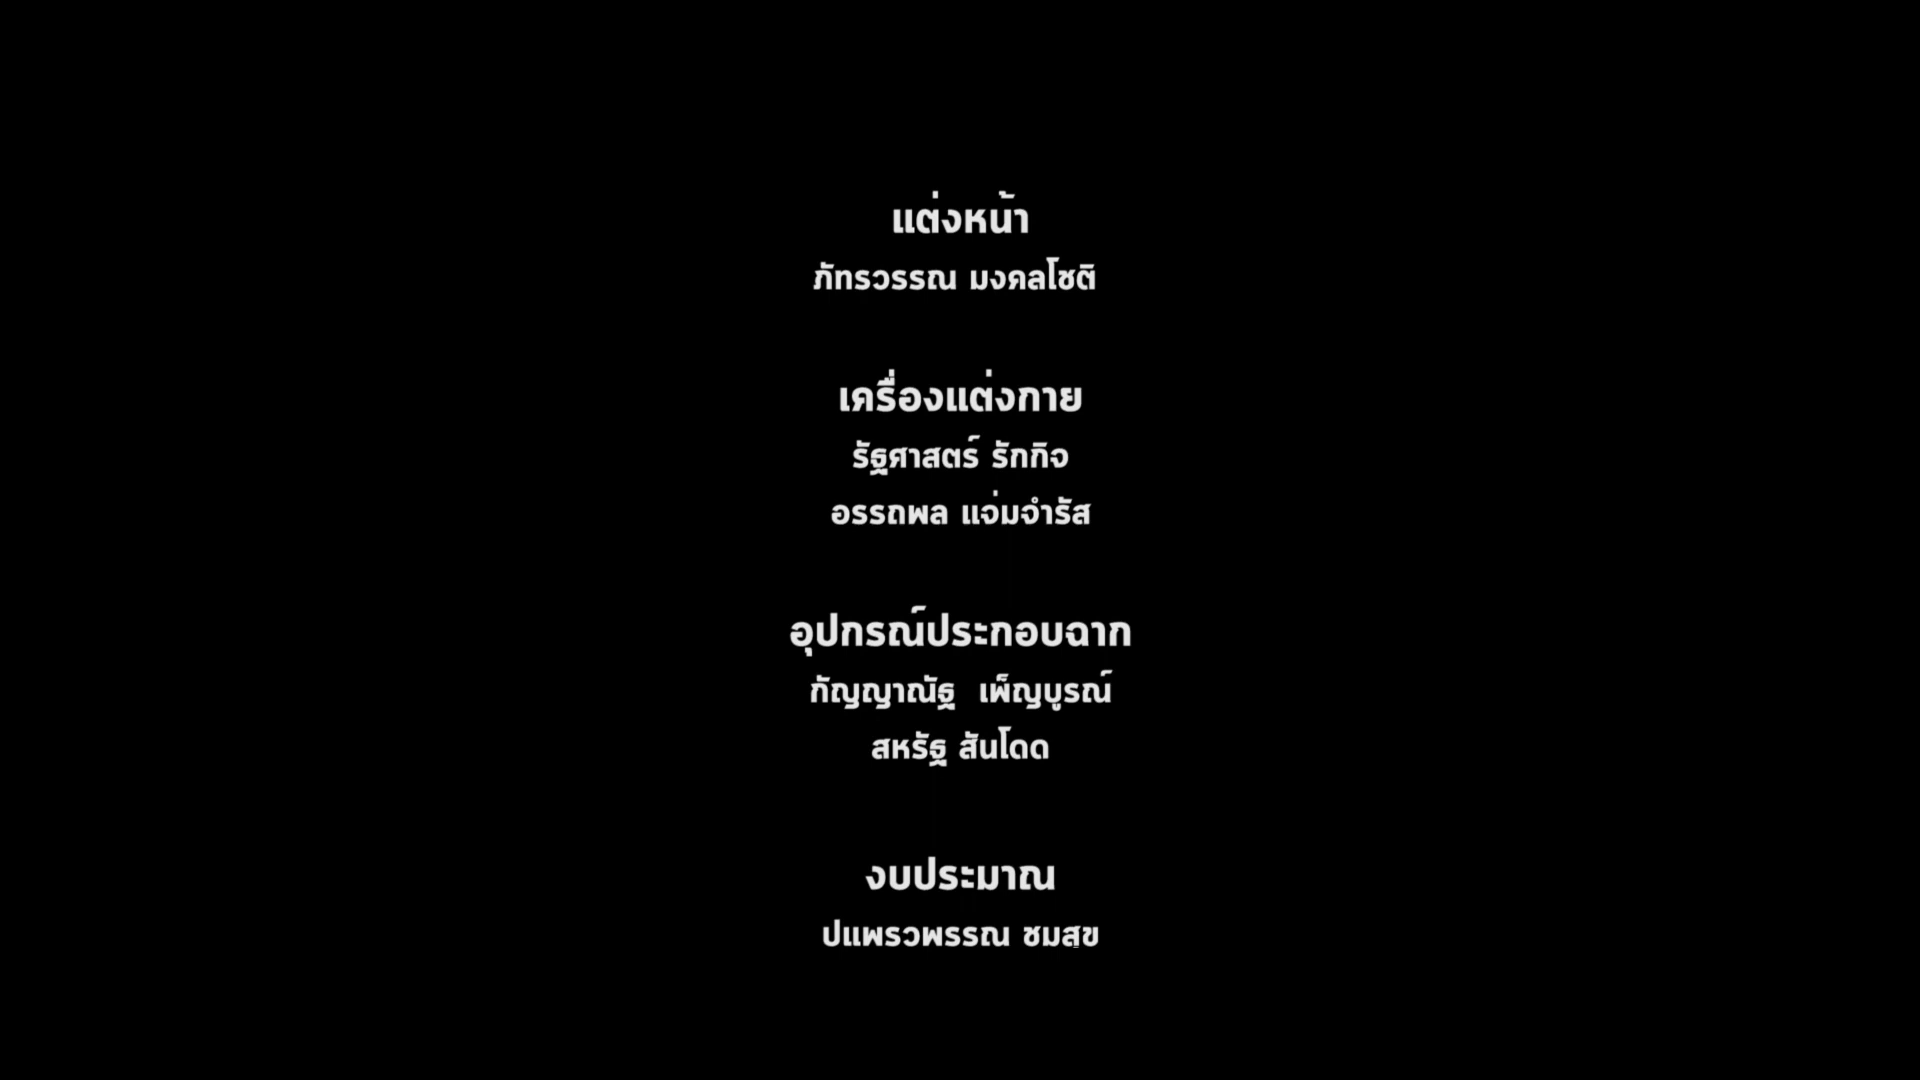 แต่งหน้า
ภัทรวรรณ มงคลโชติ
เครื่องแต่งกาย
รัฐศาสตร์ รักกิจ
อรรถพล แจ่มจำรัส
อุปกรณ์ประกอบฉาก
กัญญาณัฐ เพ็ญบูรณ์
สหรัฐ สันโดด
งบประมาณ
ปแพรวพรรณ ชมสุข